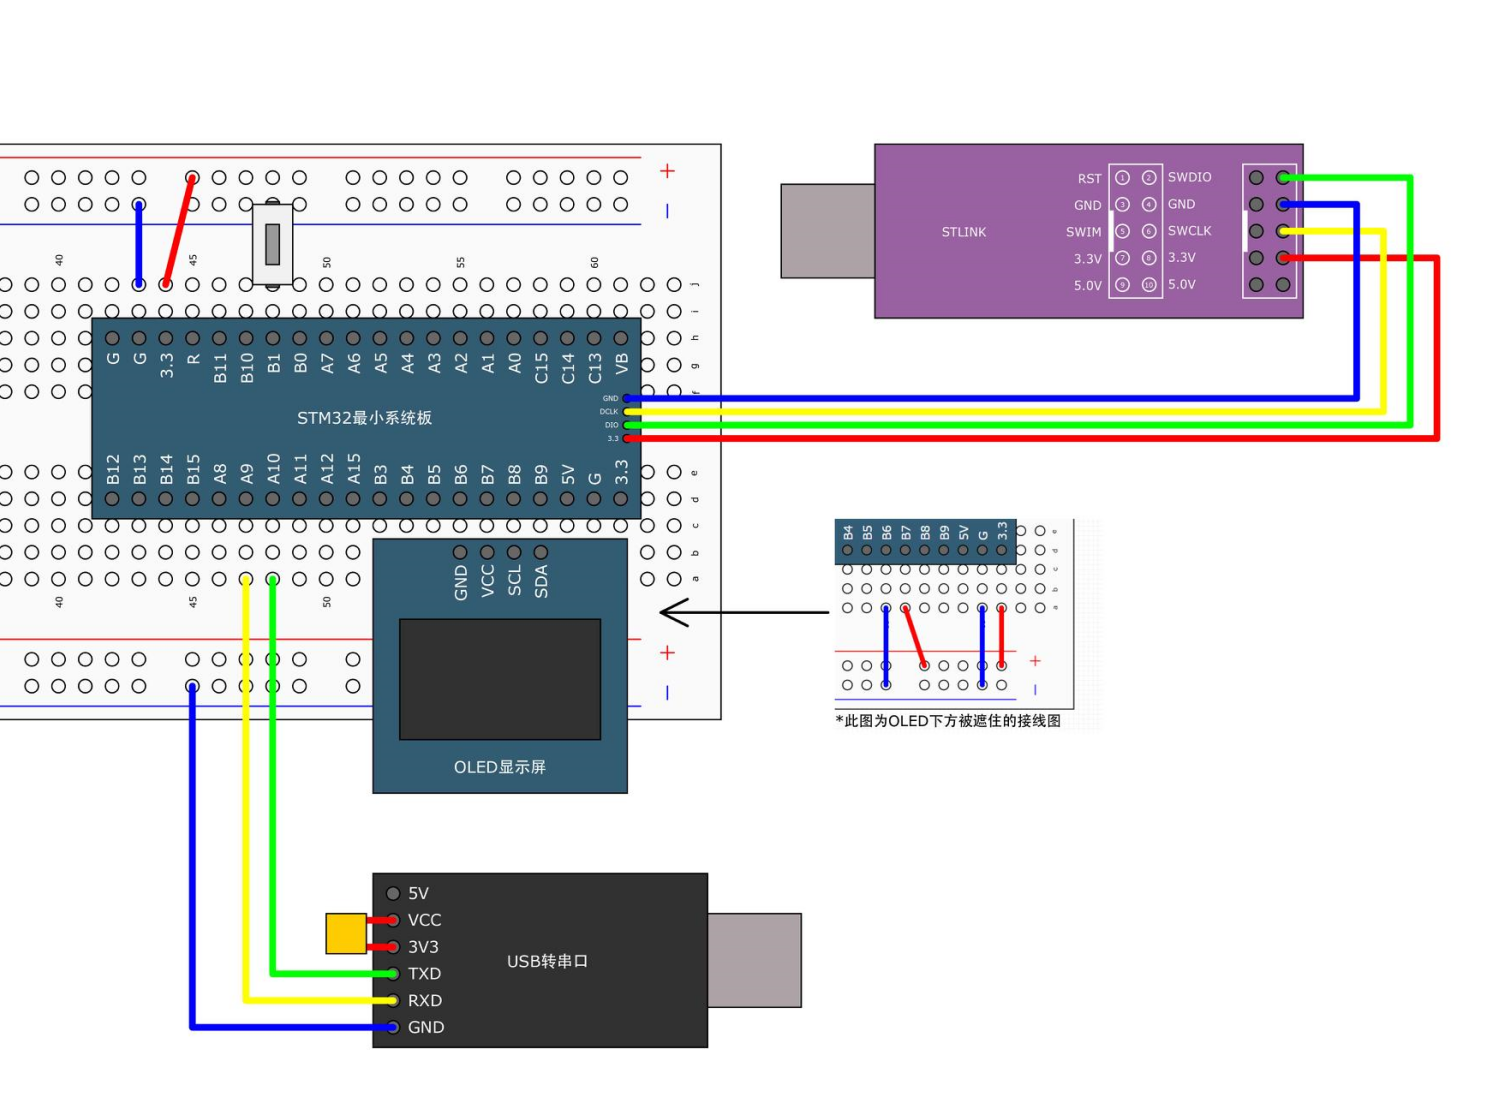 +
−
40
45
50
55
60
j
i
h
g
f
G
G
3.3
R
B11
B10
B1
B0
A7
A6
A5
A4
A3
A2
A1
A0
C15
C14
C13
VB
GND
DCLK
DIO
3.3
STM32最小系统板
B12
B13
B14
B15
A8
A9
A10
A11
A12
A15
B3
B4
B5
B6
B7
B8
B9
5V
G
3.3
e
d
c
b
a
40
45
50
+
−
GND
VCC
SCL
SDA
OLED显示屏
STLINK
RST 1 2 SWDIO
GND 3 4 GND
SWIM 5 6 SWCLK
3.3V 7 8 3.3V
5.0V 9 10 5.0V
B4
B5
B6
B7
B8
B9
5V
G
3.3
e
d
c
b
a
+
−
*此图为OLED下方被遮住的接线图
5V
VCC
3V3
TXD
RXD
GND
USB转串口